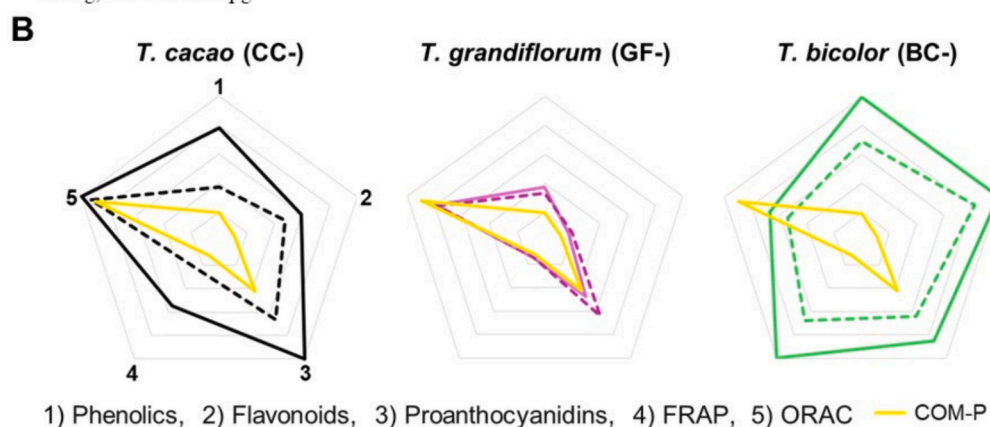 B
T. cacao (CC-) T. grandiflorum (GF-) T. bicolor (BC-)
1
5 2
4 3
1) Phenolics, 2) Flavonoids, 3) Proanthocyanidins, 4) FRAP, 5) ORAC COM-P